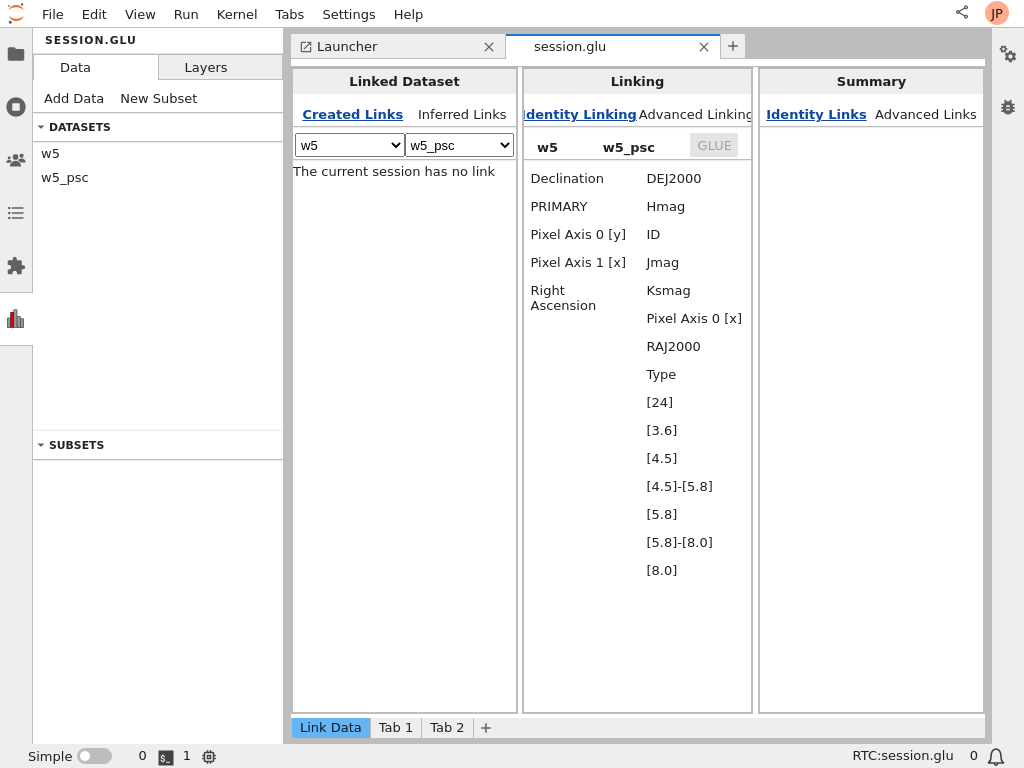 File Edit View Run Kernel Tabs Settings Help JP
SESSION.GLU
Launcher
session.glu
Data Layers
Add Data New Subset
DATASETS
w5
w5_psc
SUBSETS
Linked Dataset
Created Links Inferred Links
w5 w5_psc
The current session has no link
Linking
Identity Linking Advanced Linking
w5 w5_psc GLUE
Declination DEJ2000
PRIMARY Hmag
Pixel Axis 0 [y] ID
Pixel Axis 1 [x] Jmag
Right Ksmag
Ascension
Pixel Axis 0 [x]
RAJ2000
Type
[24]
[3.6]
[4.5]
[4.5]-[5.8]
[5.8]
[5.8]-[8.0]
[8.0]
Summary
Identity Links Advanced Links
Link Data Tab 1 Tab 2
Simple 0 1 RTC:session.glu 0